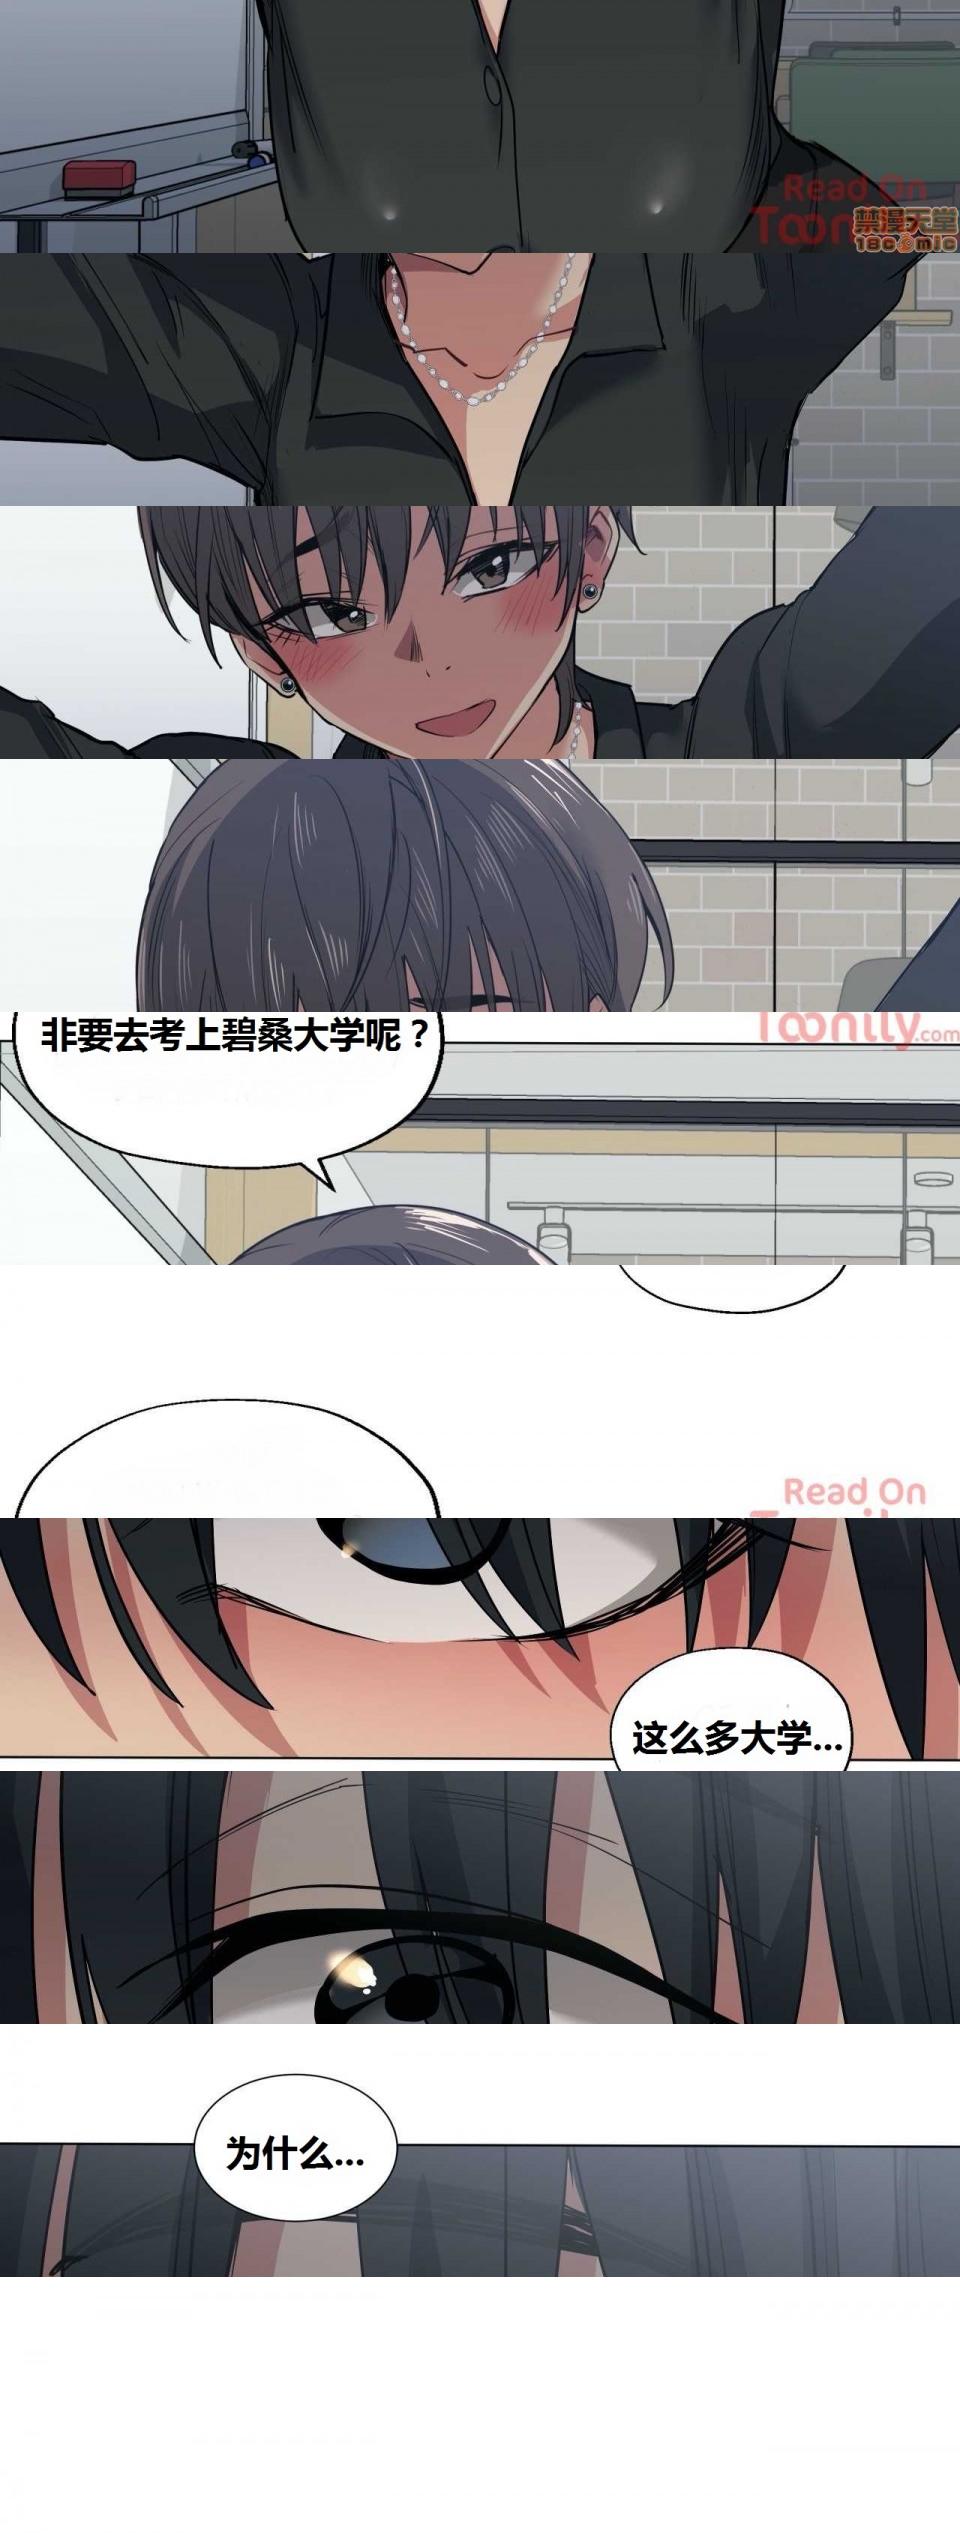 Read On
Toonily
禁漫天堂
18comic
非要去考上碧桑大学呢？
Toonily.com
Read On
这么多大学...
为什么...